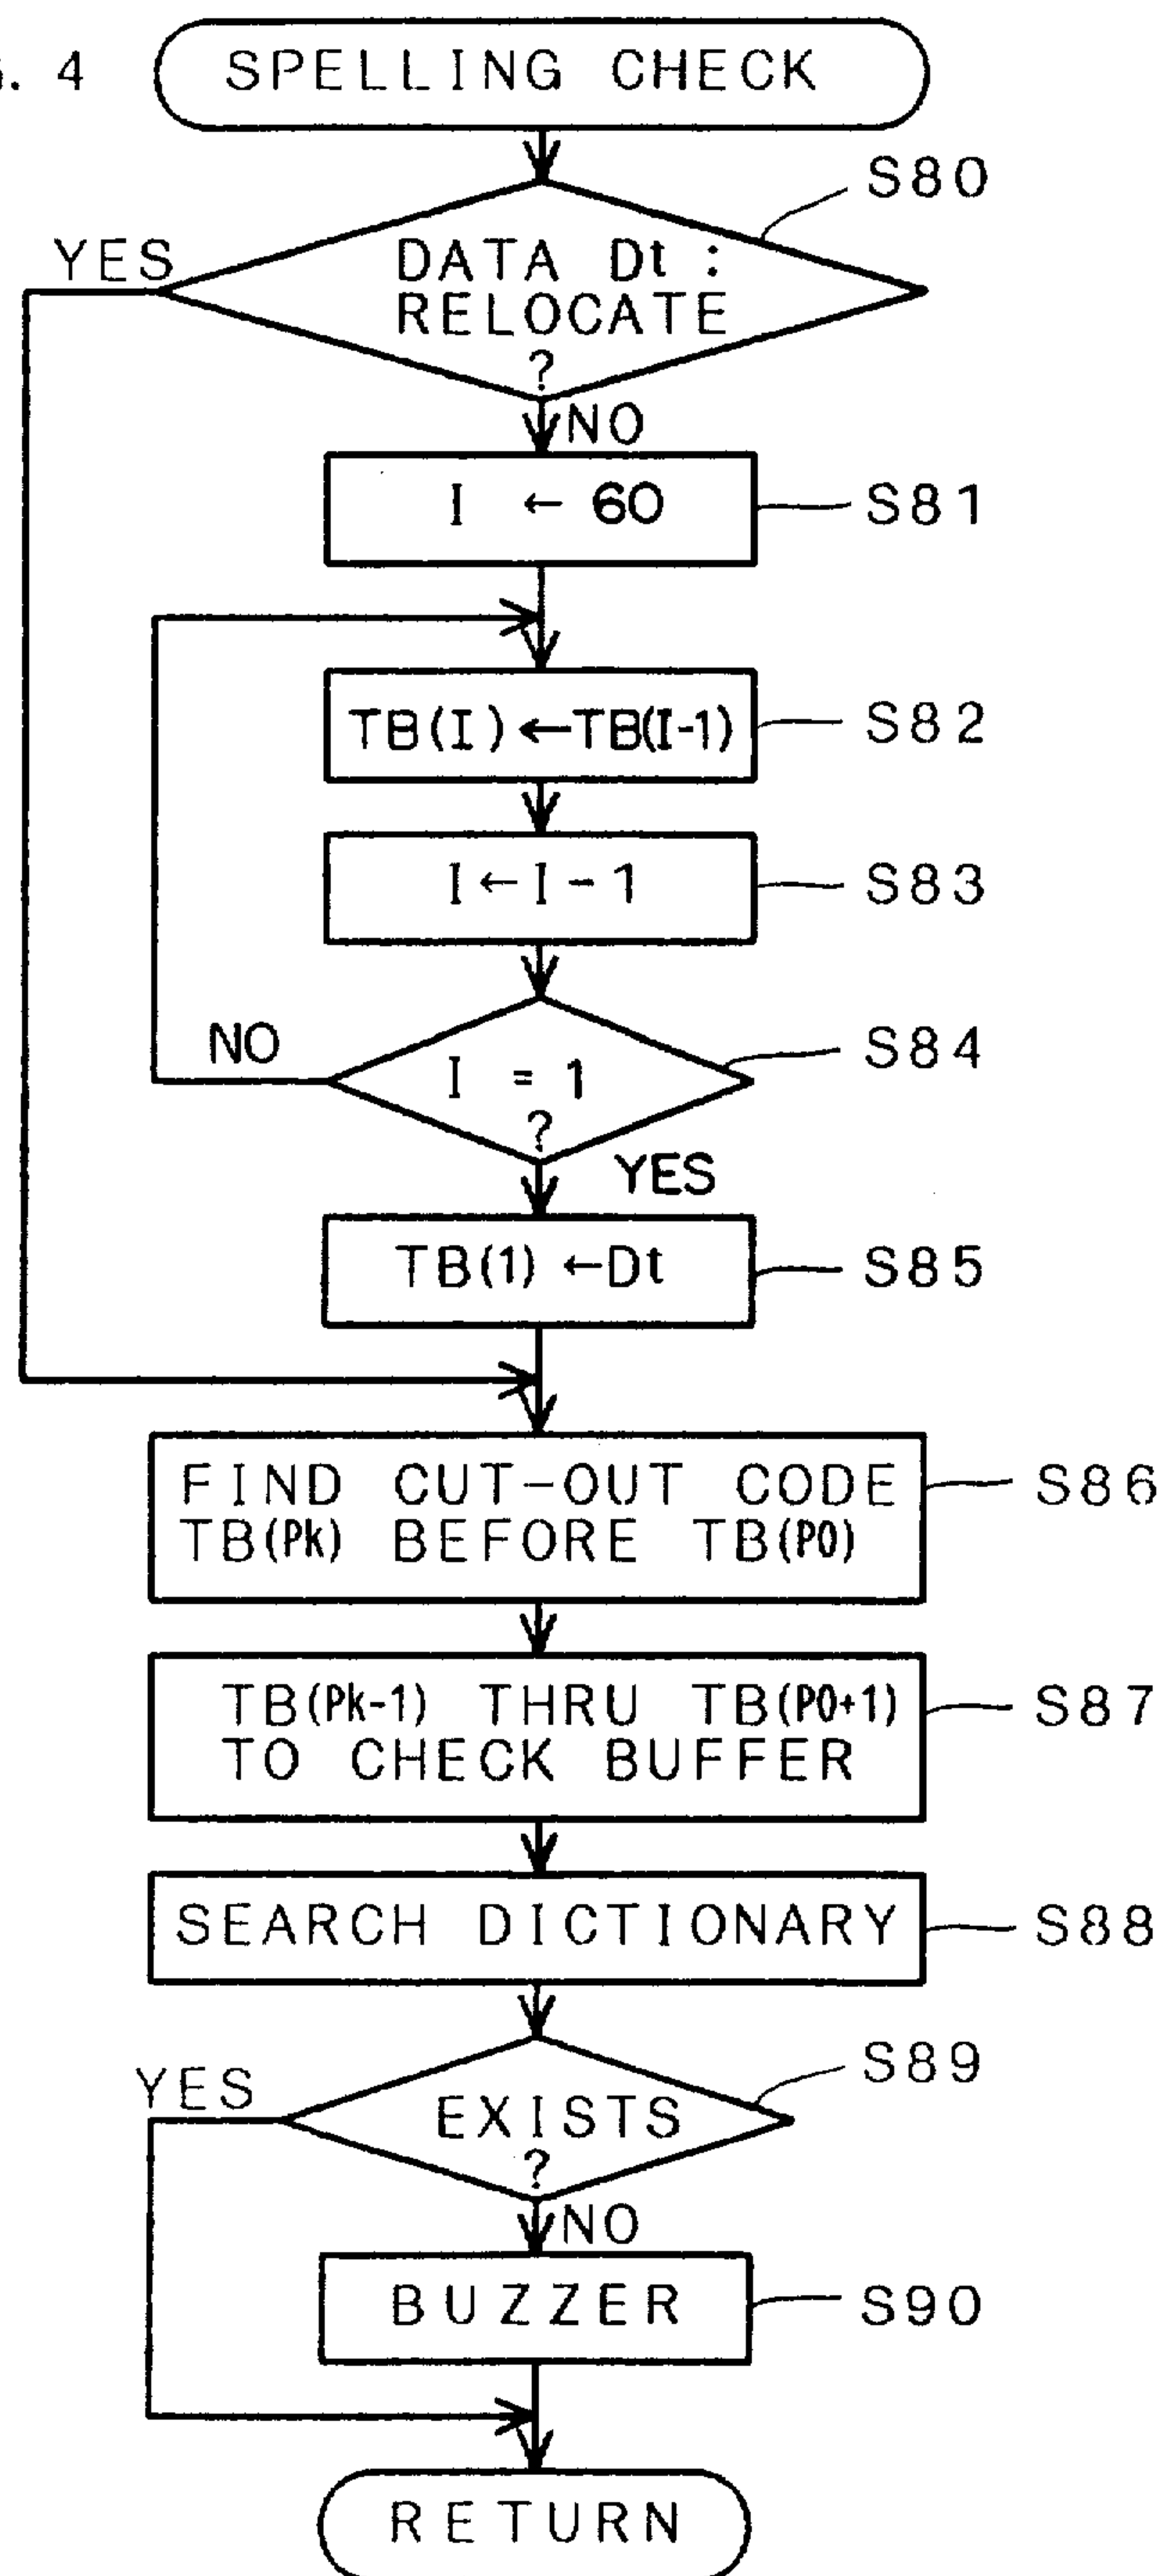 G. 4
SPELLING CHECK
S80
YES
DATA Dt :
RELOCATE
?
NO
I ← 60
S81
TB(I)←TB(I-1)
S82
I←I-1
S83
NO
I = 1
?
S84
YES
TB(1) ←Dt
S85
FIND CUT-OUT CODE
TB(Pk) BEFORE TB(P0)
S86
TB(Pk-1) THRU TB(P0+1)
TO CHECK BUFFER
S87
SEARCH DICTIONARY
S88
S89
YES
EXISTS
?
NO
BUZZER
S90
RETURN